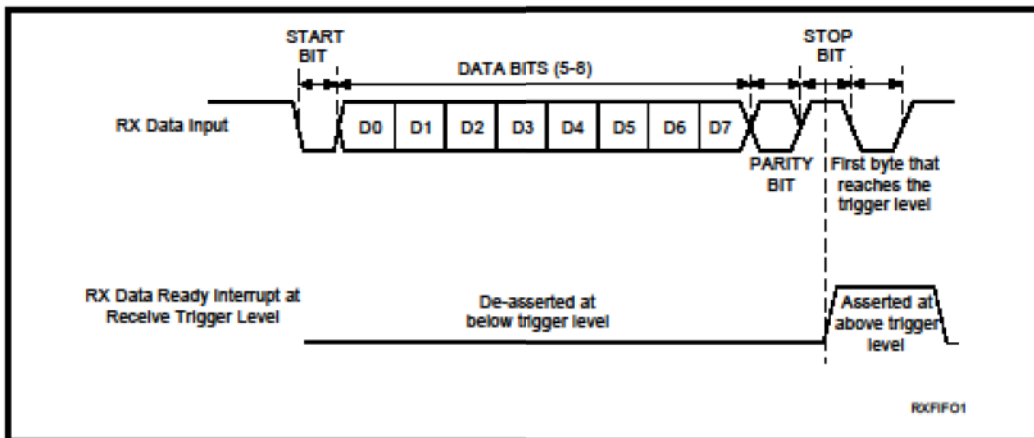 START
BIT
DATA BITS (5-8)
STOP
BIT
RX Data Input
D0 D1 D2 D3 D4 D5 D6 D7
PARITY
BIT
First byte that
reaches the
trigger level
RX Data Ready Interrupt at
Receive Trigger Level
De-asserted at
below trigger level
Asserted at
above trigger
level
RXFIFO1